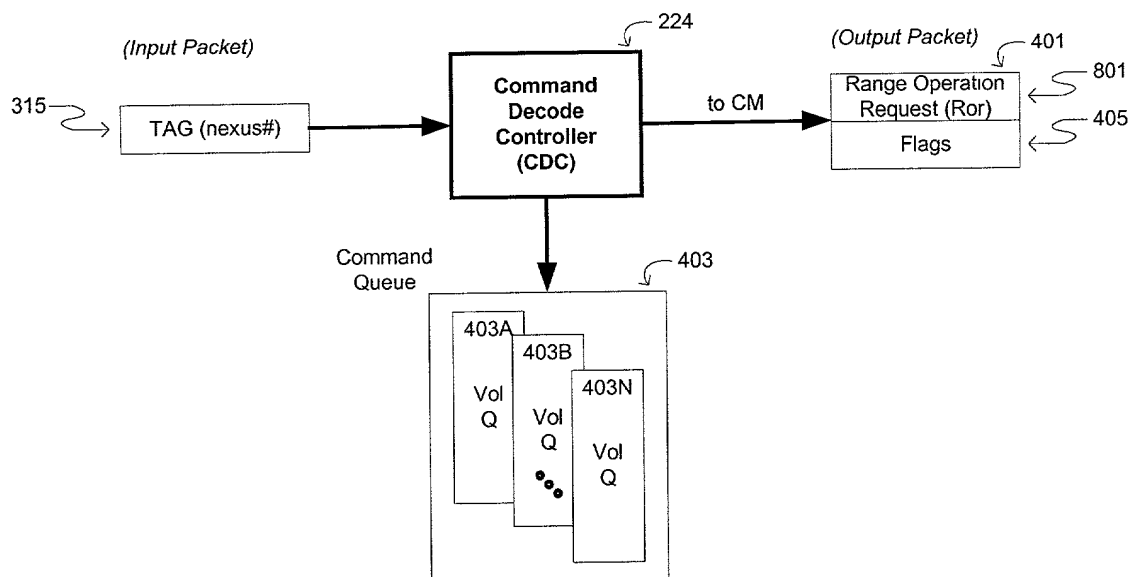 (Input Packet)
315
TAG (nexus#)
224
Command
Decode
Controller
(CDC)
to CM
(Output Packet)
401
801
Range Operation
Request (Ror)
405
Flags
Command
Queue
403
403A
Vol
Q
403B
Vol
Q
403N
Vol
Q